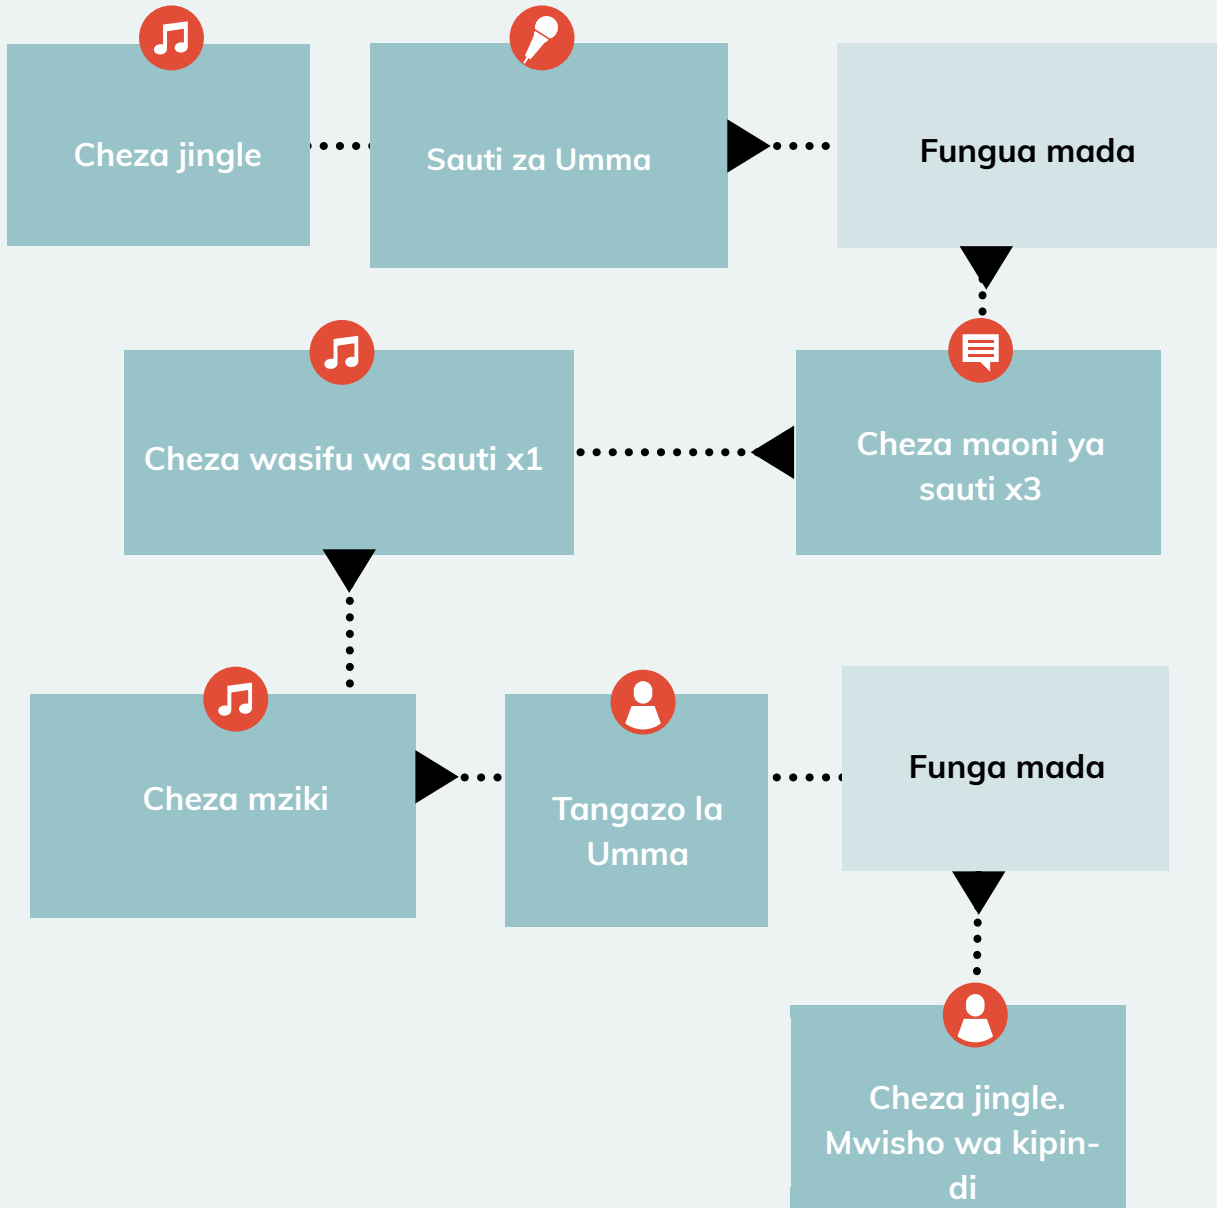 Cheza jingle
Sauti za Umma
Fungua mada
Cheza maoni ya
sauti x3
Cheza wasifu wa sauti x1
Cheza mziki
Tangazo la
Umma
Funga mada
Cheza jingle.
Mwisho wa kipin-
di